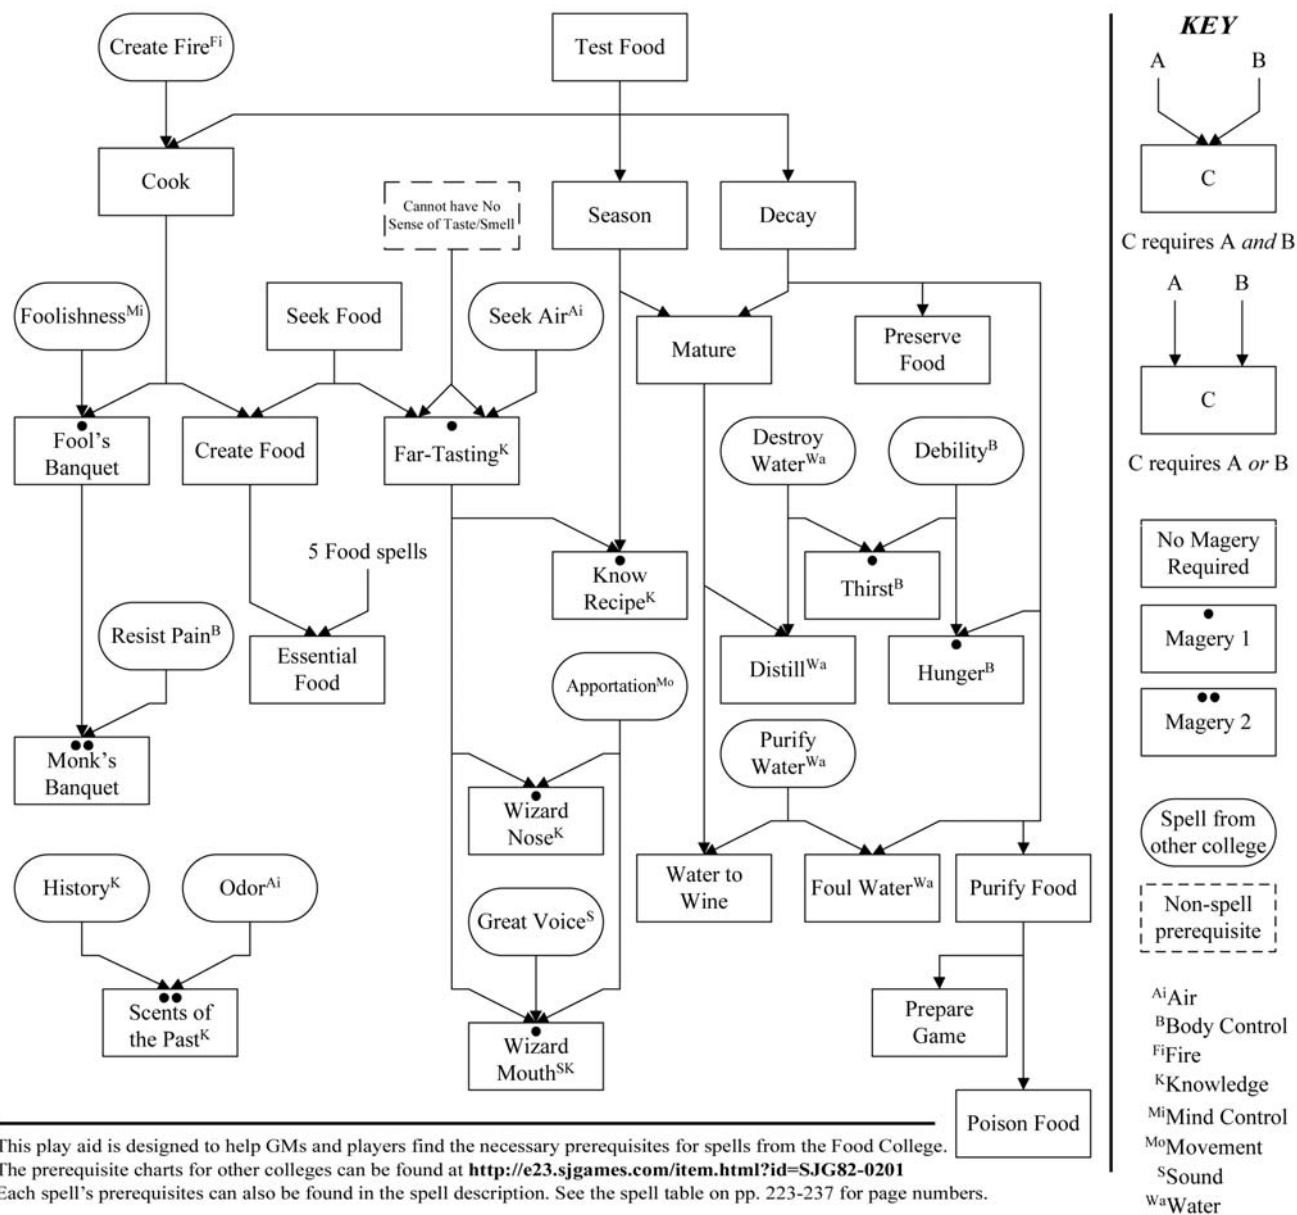 Create Fire^Fi
Test Food
Cook
Cannot have No
Sense of Taste/Smell
Season
Decay
Foolishness^Mi
Seek Food
Seek Air^Ai
Mature
Preserve
Food
Fool's
Banquet
Create Food
Far-Tasting^K
Destroy
Water^Wa
Debility^B
5 Food spells
Know
Recipe^K
Thirst^B
Resist Pain^B
Essential
Food
Apportation^Mo
Distill^Wa
Hunger^B
Monk's
Banquet
Purify
Water^Wa
Wizard
Nose^K
History^K
Odor^Ai
Water to
Wine
Foul Water^Wa
Purify Food
Great Voice^S
Scents of
the Past^K
Prepare
Game
Wizard
Mouth^SK
Poison Food
KEY
A
B
C
C requires A and B
A
B
C
C requires A or B
No Magery
Required
Magery 1
Magery 2
Spell from
other college
Non-spell
prerequisite
^Ai Air
^B Body Control
^Fi Fire
^K Knowledge
^Mi Mind Control
^Mo Movement
^S Sound
^Wa Water
This play aid is designed to help GMs and players find the necessary prerequisites for spells from the Food College.
The prerequisite charts for other colleges can be found at http://e23.sjgames.com/item.html?id=SJG82-0201
Each spell's prerequisites can also be found in the spell description. See the spell table on pp. 223-237 for page numbers.